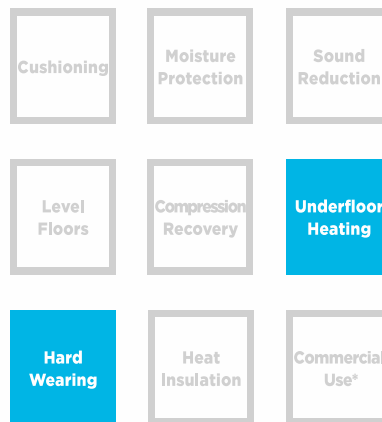 Cushioning
Moisture
Protection
Sound
Reduction
Level
Floors
Compression
Recovery
Underfloor
Heating
Hard
Wearing
Heat
Insulation
Commercial
Use*